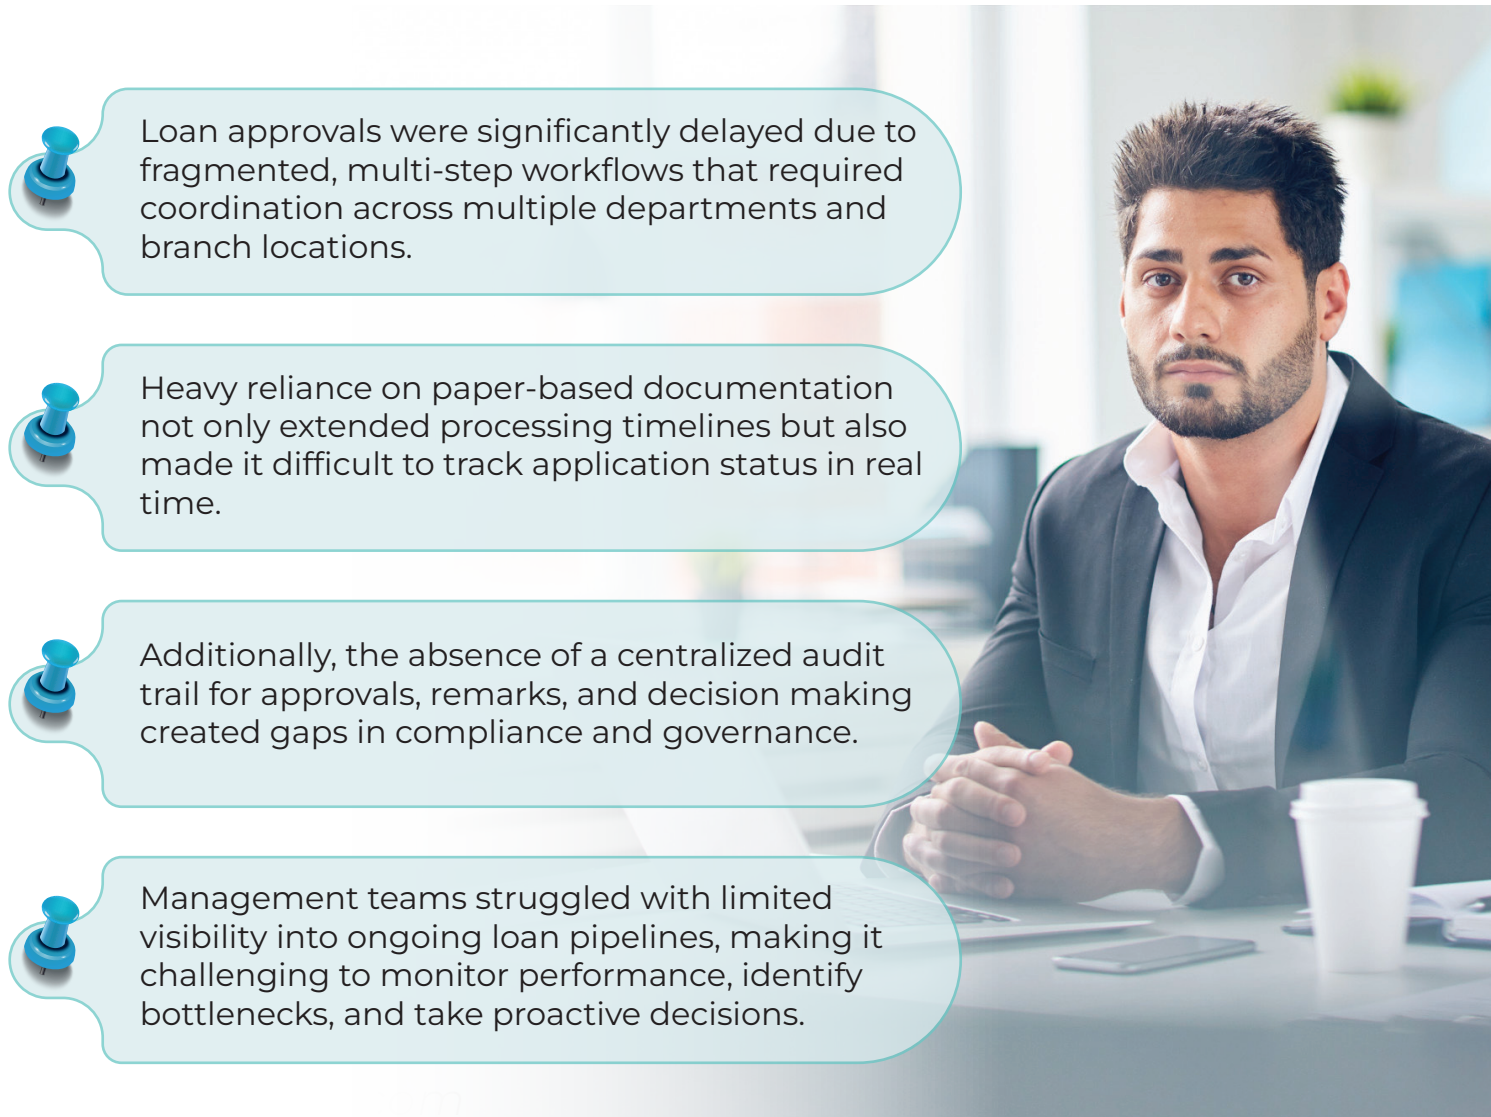 Loan approvals were significantly delayed due to
fragmented, multi-step workflows that required
coordination across multiple departments and
branch locations.
Heavy reliance on paper-based documentation
not only extended processing timelines but also
made it difficult to track application status in real
time.
Additionally, the absence of a centralized audit
trail for approvals, remarks, and decision making
created gaps in compliance and governance.
Management teams struggled with limited
visibility into ongoing loan pipelines, making it
challenging to monitor performance, identify
bottlenecks, and take proactive decisions.